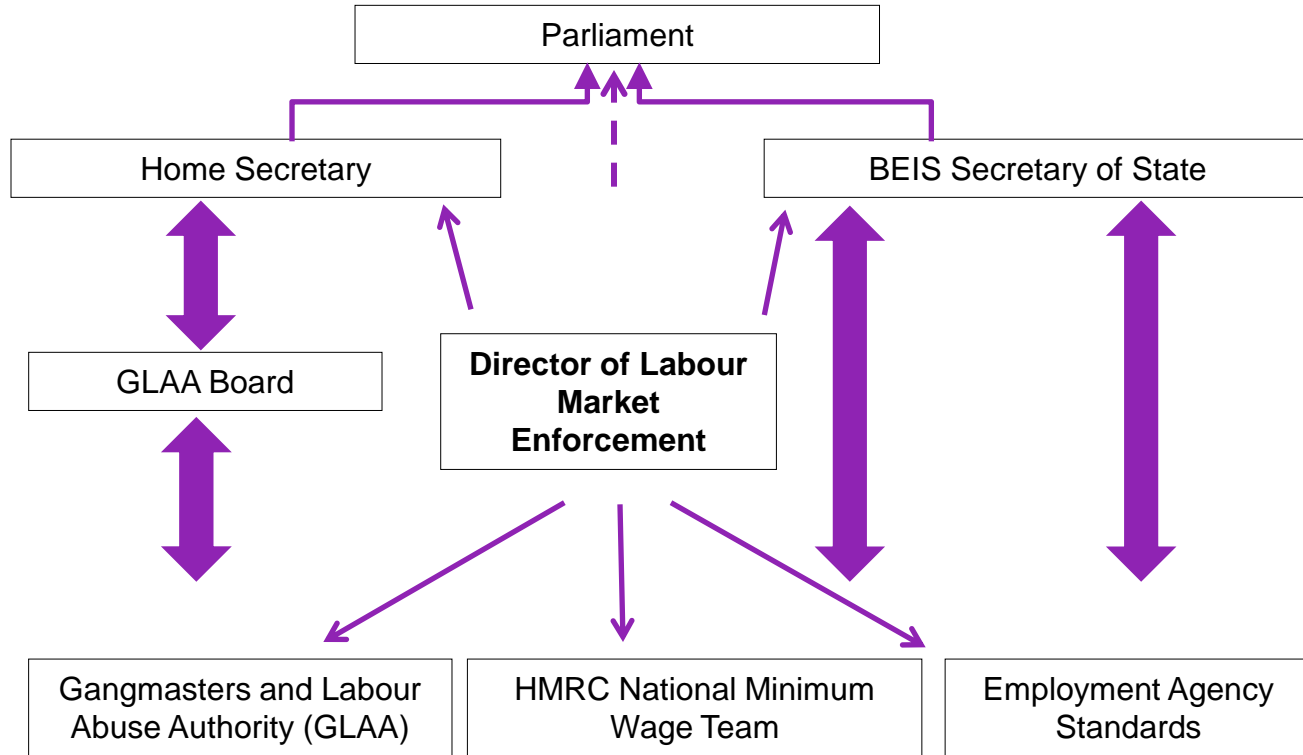 Parliament
Home Secretary
BEIS Secretary of State
GLAA Board
Director of Labour
Market
Enforcement
Gangmasters and Labour
Abuse Authority (GLAA)
HMRC National Minimum
Wage Team
Employment Agency
Standards